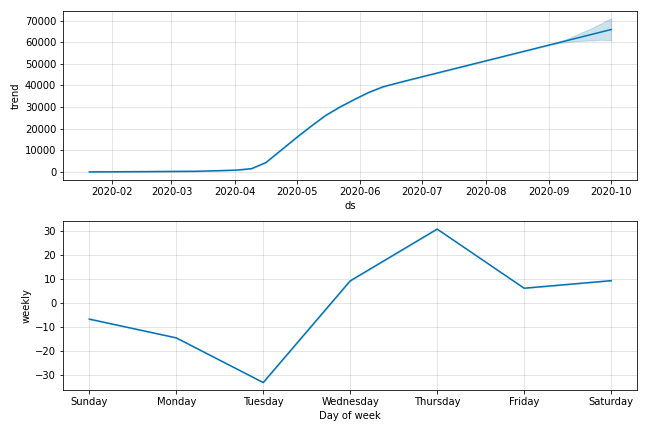 70000
60000
50000
40000
30000
20000
10000
0
trend
2020-02 2020-03 2020-04 2020-05 2020-06 2020-07 2020-08 2020-09 2020-10
ds
30
20
10
0
−10
−20
−30
weekly
Sunday Monday Tuesday Wednesday Thursday Friday Saturday
Day of week